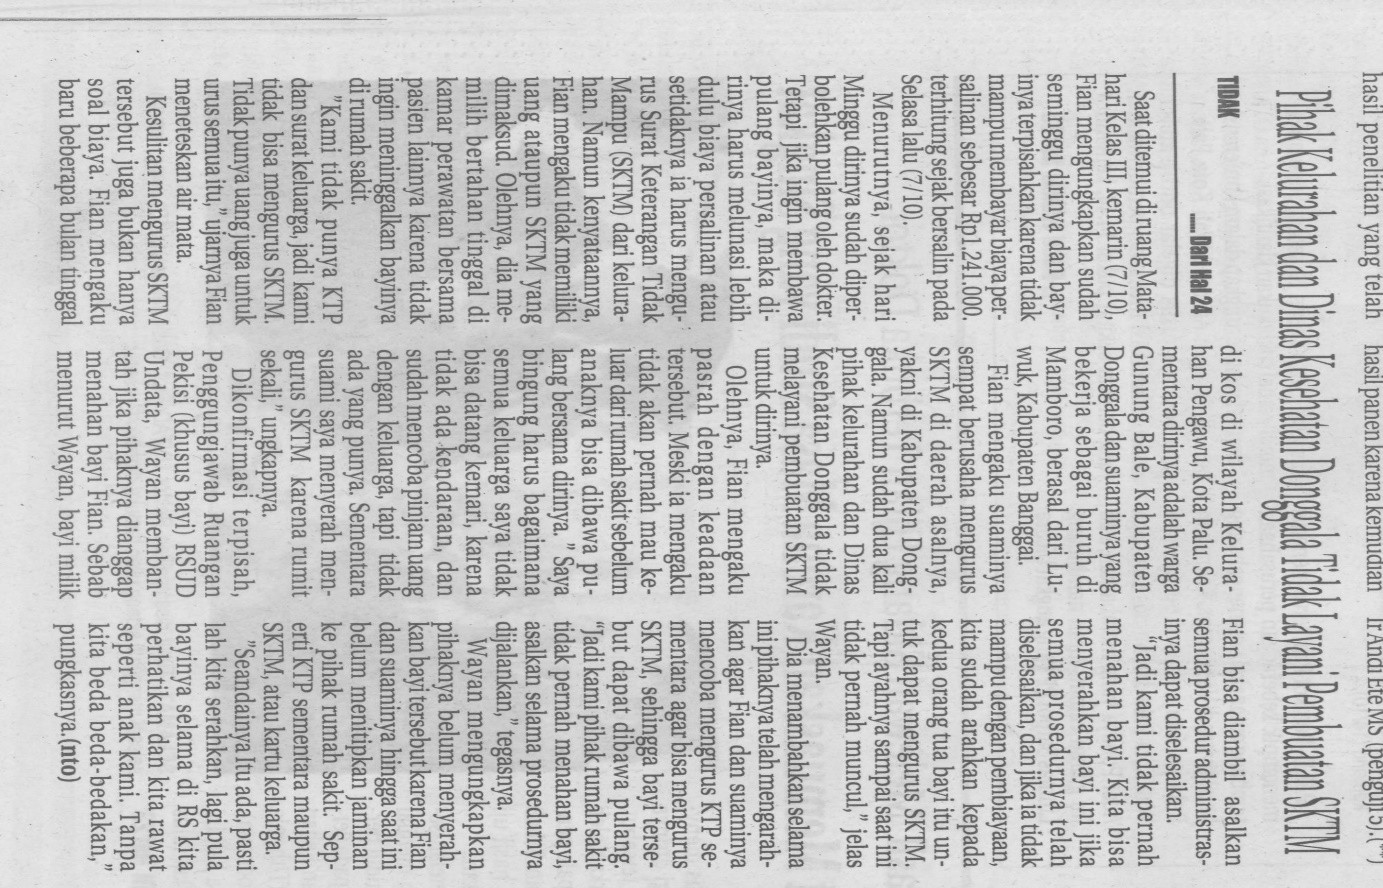 hasil penelitian yang telah
hasil panen karena kemudian
Ir Andi Ete MS (penguji
Pihak Kelurahan dan Dinas Kesehatan Donggala Tidak Layani Pembuatan SKTM
TIDAK
..... Dari Hal 24
Saat ditemui di ruang Mata-
hari Kelas III, kemarin (7/10),
Fian mengungkapkan sudah
seminggu dirinya dan bay-
inya terpisahkan karena tidak
mampu membayar biaya per-
salinan sebesar Rp1.241.000,
terhitung sejak bersalin pada
Selasa lalu (7/10).
Menurutnya, sejak hari
Minggu dirinya sudah diper-
bolehkan pulang oleh dokter.
Tetapi jika ingin membawa
pulang bayinya, maka di-
rinya harus melunasi lebih
dulu biaya persalinan atau
setidaknya ia harus mengu-
rus Surat Keterangan Tidak
Mampu (SKTM) dari kelura-
han. Namun kenyataannya,
Fian mengaku tidak memiliki
uang ataupun SKTM yang
dimaksud. Olehnya, dia me-
milih bertahan tinggal di
kamar perawatan bersama
pasien lainnya karena tidak
ingin meninggalkan bayinya
di rumah sakit.
"Kami tidak punya KTP
dan surat keluarga, jadi kami
tidak bisa mengurus SKTM.
Tidak punya uang juga untuk
urus semua itu," ujarnya Fian
meneteskan air mata.
Kesulitan mengurus SKTM
tersebut juga bukan hanya
soal biaya. Fian mengaku
baru beberapa bulan tinggal
di kos di wilayah Kelura-
han Pengawu, Kota Palu. Se-
mentara dirinya adalah warga
Gunung Bale, Kabupaten
Donggala dan suaminya yang
bekerja sebagai buruh di
Mamboro, berasal dari Lu-
wuk, Kabupaten Banggai.
Fian mengaku suaminya
sempat berusaha mengurus
SKTM di daerah asalnya,
yakni di Kabupaten Dong-
gala. Namun sudah dua kali
pihak kelurahan dan Dinas
Kesehatan Donggala tidak
melayani pembuatan SKTM
untuk dirinya.
Olehnya, Fian mengaku
pasrah dengan keadaan
tersebut. Meski ia mengaku
tidak akan pernah mau ke-
luar dari rumah sakit sebelum
anaknya bisa dibawa pu-
lang bersama dirinya. "Saya
bingung harus bagaimana
semua keluarga saya tidak
bisa datang kemari, karena
tidak ada kendaraan, dan
sudah mencoba pinjam uang
dengan keluarga, tapi tidak
ada yang punya. Sementara
suami saya menyerah men-
gurus SKTM karena rumit
sekali," ungkapnya.
Dikonfirmasi terpisah,
Penggungjawab Ruangan
Pekisi (khusus bayi) RSUD
Undata, Wayan memban-
tah jika pihaknya dianggap
menahan bayi Fian. Sebab
menurut Wayan, bayi milik
Fian bisa diambil asalkan
semua prosedur administras-
inya dapat diselesaikan.
"Jadi kami tidak pernah
menahan bayi. Kita bisa
menyerahkan bayi ini jika
semua prosedurnya telah
diselesaikan, dan jika ia tidak
mampu dengan pembiayaan,
kita sudah arahkan kepada
kedua orang tua bayi itu un-
tuk dapat mengurus SKTM.
Tapi ayahnya sampai saat ini
tidak pernah muncul," jelas
Wayan.
Dia menambahkan selama
ini pihaknya telah mengarah-
kan agar Fian dan suaminya
mencoba mengurus KTP se-
mentara agar bisa mengurus
SKTM, sehingga bayi terse-
but dapat dibawa pulang.
"Jadi kami pihak rumah sakit
tidak pernah menahan bayi,
asalkan selama prosedurnya
dijalankan," tegasnya.
Wayan mengungkapkan
pihaknya belum menyerah-
kan bayi tersebut karena Fian
dan suaminya hingga saat ini
belum menitipkan jaminan
ke pihak rumah sakit. Sep-
erti KTP sementara maupun
SKTM, atau kartu keluarga.
"Seandainya Itu ada, pasti
lah kita serahkan, lagi pula
bayinya selama di RS kita
perhatikan dan kita rawat
seperti anak kami. Tanpa
kita beda beda-bedakan,"
pungkasnya.(nto)